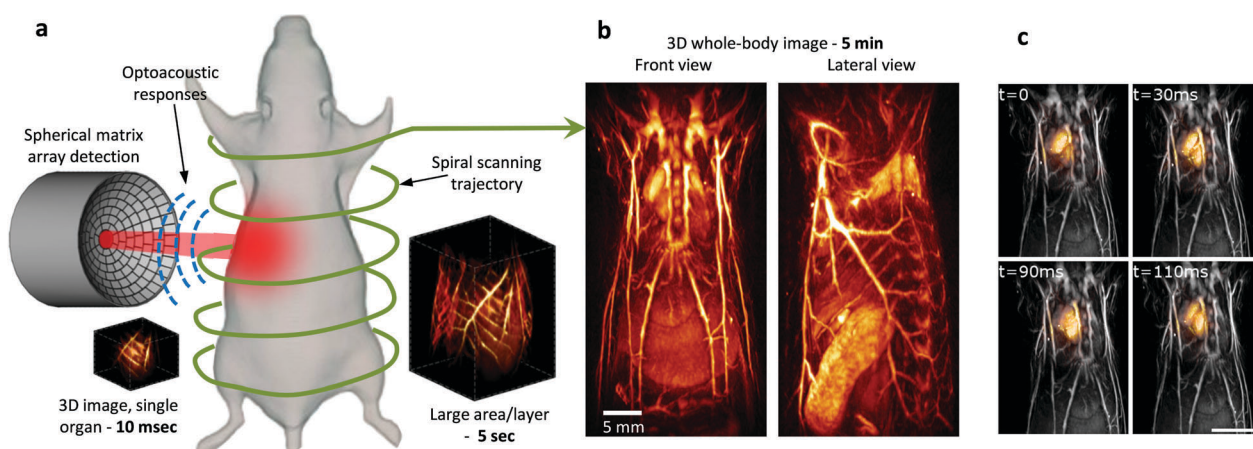 a
Optoacoustic
responses
Spherical matrix
array detection
Spiral scanning
trajectory
3D image, single
organ - 10 msec
Large area/layer
- 5 sec
b
3D whole-body image - 5 min
Front view
Lateral view
5 mm
c
t=0
t=30ms
t=90ms
t=110ms